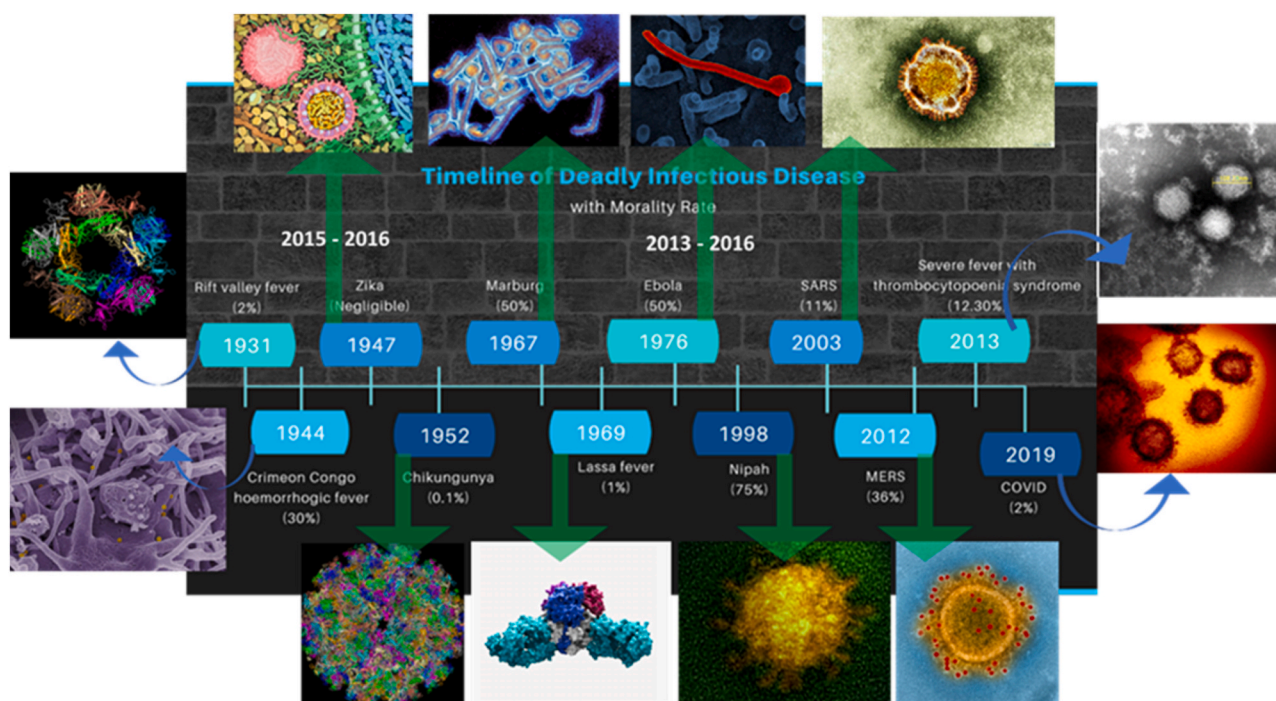 Timeline of Deadly Infectious Disease
with Morality Rate
2015 - 2016
2013 - 2016
Rift valley fever
(2%)
1931
Zika
(Negligible)
1947
Marburg
(50%)
1967
Ebola
(50%)
1976
SARS
(11%)
2003
Severe fever with
thrombocytopoenia syndrome
(12.30%)
2013
1944
Crimeon Congo
hoemorrhogic fever
(30%)
1952
Chikungunya
(0.1%)
1969
Lassa fever
(1%)
1998
Nipah
(75%)
2012
MERS
(36%)
2019
COVID
(2%)